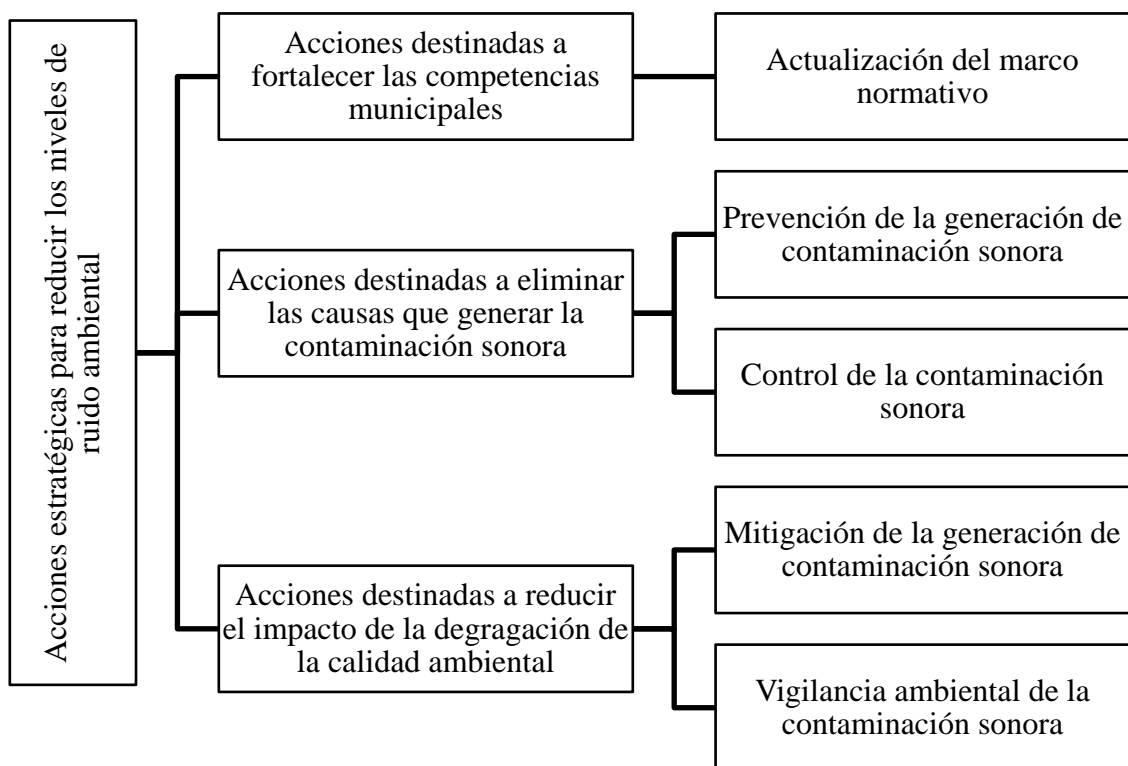 Acciones estratégicas para reducir los niveles de
ruido ambiental
Acciones destinadas a
fortalecer las competencias
municipales
Actualización del marco
normativo
Acciones destinadas a eliminar
las causas que generar la
contaminación sonora
Prevención de la generación de
contaminación sonora
Control de la contaminación
sonora
Acciones destinadas a reducir
el impacto de la degragación de
la calidad ambiental
Mitigación de la generación de
contaminación sonora
Vigilancia ambiental de la
contaminación sonora